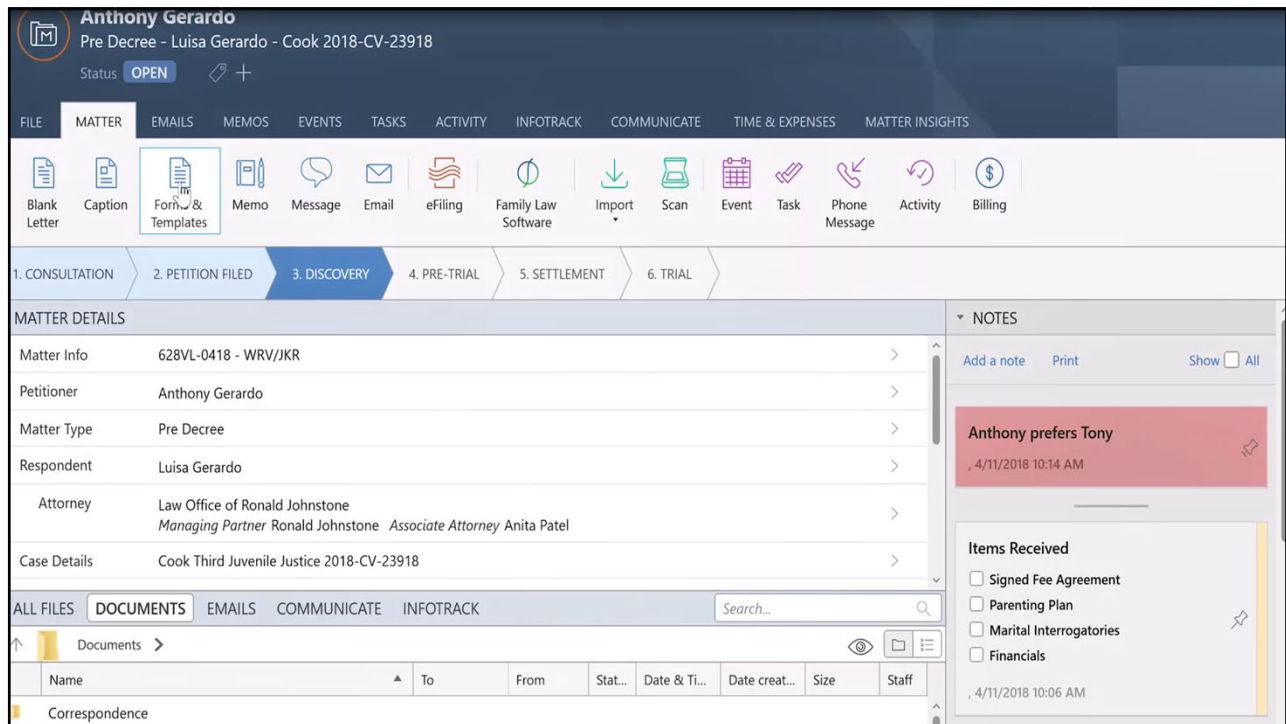 Anthony Gerardo
Pre Decree - Luisa Gerardo - Cook 2018-CV-23918
Status OPEN
FILE MATTER EMAILS MEMOS EVENTS TASKS ACTIVITY INFOTRACK COMMUNICATE TIME & EXPENSES MATTER INSIGHTS
Blank Letter
Caption
Forms & Templates
Memo
Message
Email
eFiling
Family Law Software
Import
Scan
Event
Task
Phone Message
Activity
Billing
1. CONSULTATION 2. PETITION FILED 3. DISCOVERY 4. PRE-TRIAL 5. SETTLEMENT 6. TRIAL
MATTER DETAILS
Matter Info 628VL-0418 - WRV/JKR
Petitioner Anthony Gerardo
Matter Type Pre Decree
Respondent Luisa Gerardo
Attorney Law Office of Ronald Johnstone
Managing Partner Ronald Johnstone Associate Attorney Anita Patel
Case Details Cook Third Juvenile Justice 2018-CV-23918
ALL FILES DOCUMENTS EMAILS COMMUNICATE INFOTRACK Search...
Documents
Name To From Stat... Date & Ti... Date creat... Size Staff
Correspondence
NOTES
Add a note Print Show All
Anthony prefers Tony
, 4/11/2018 10:14 AM
Items Received
Signed Fee Agreement
Parenting Plan
Marital Interrogatories
Financials
, 4/11/2018 10:06 AM